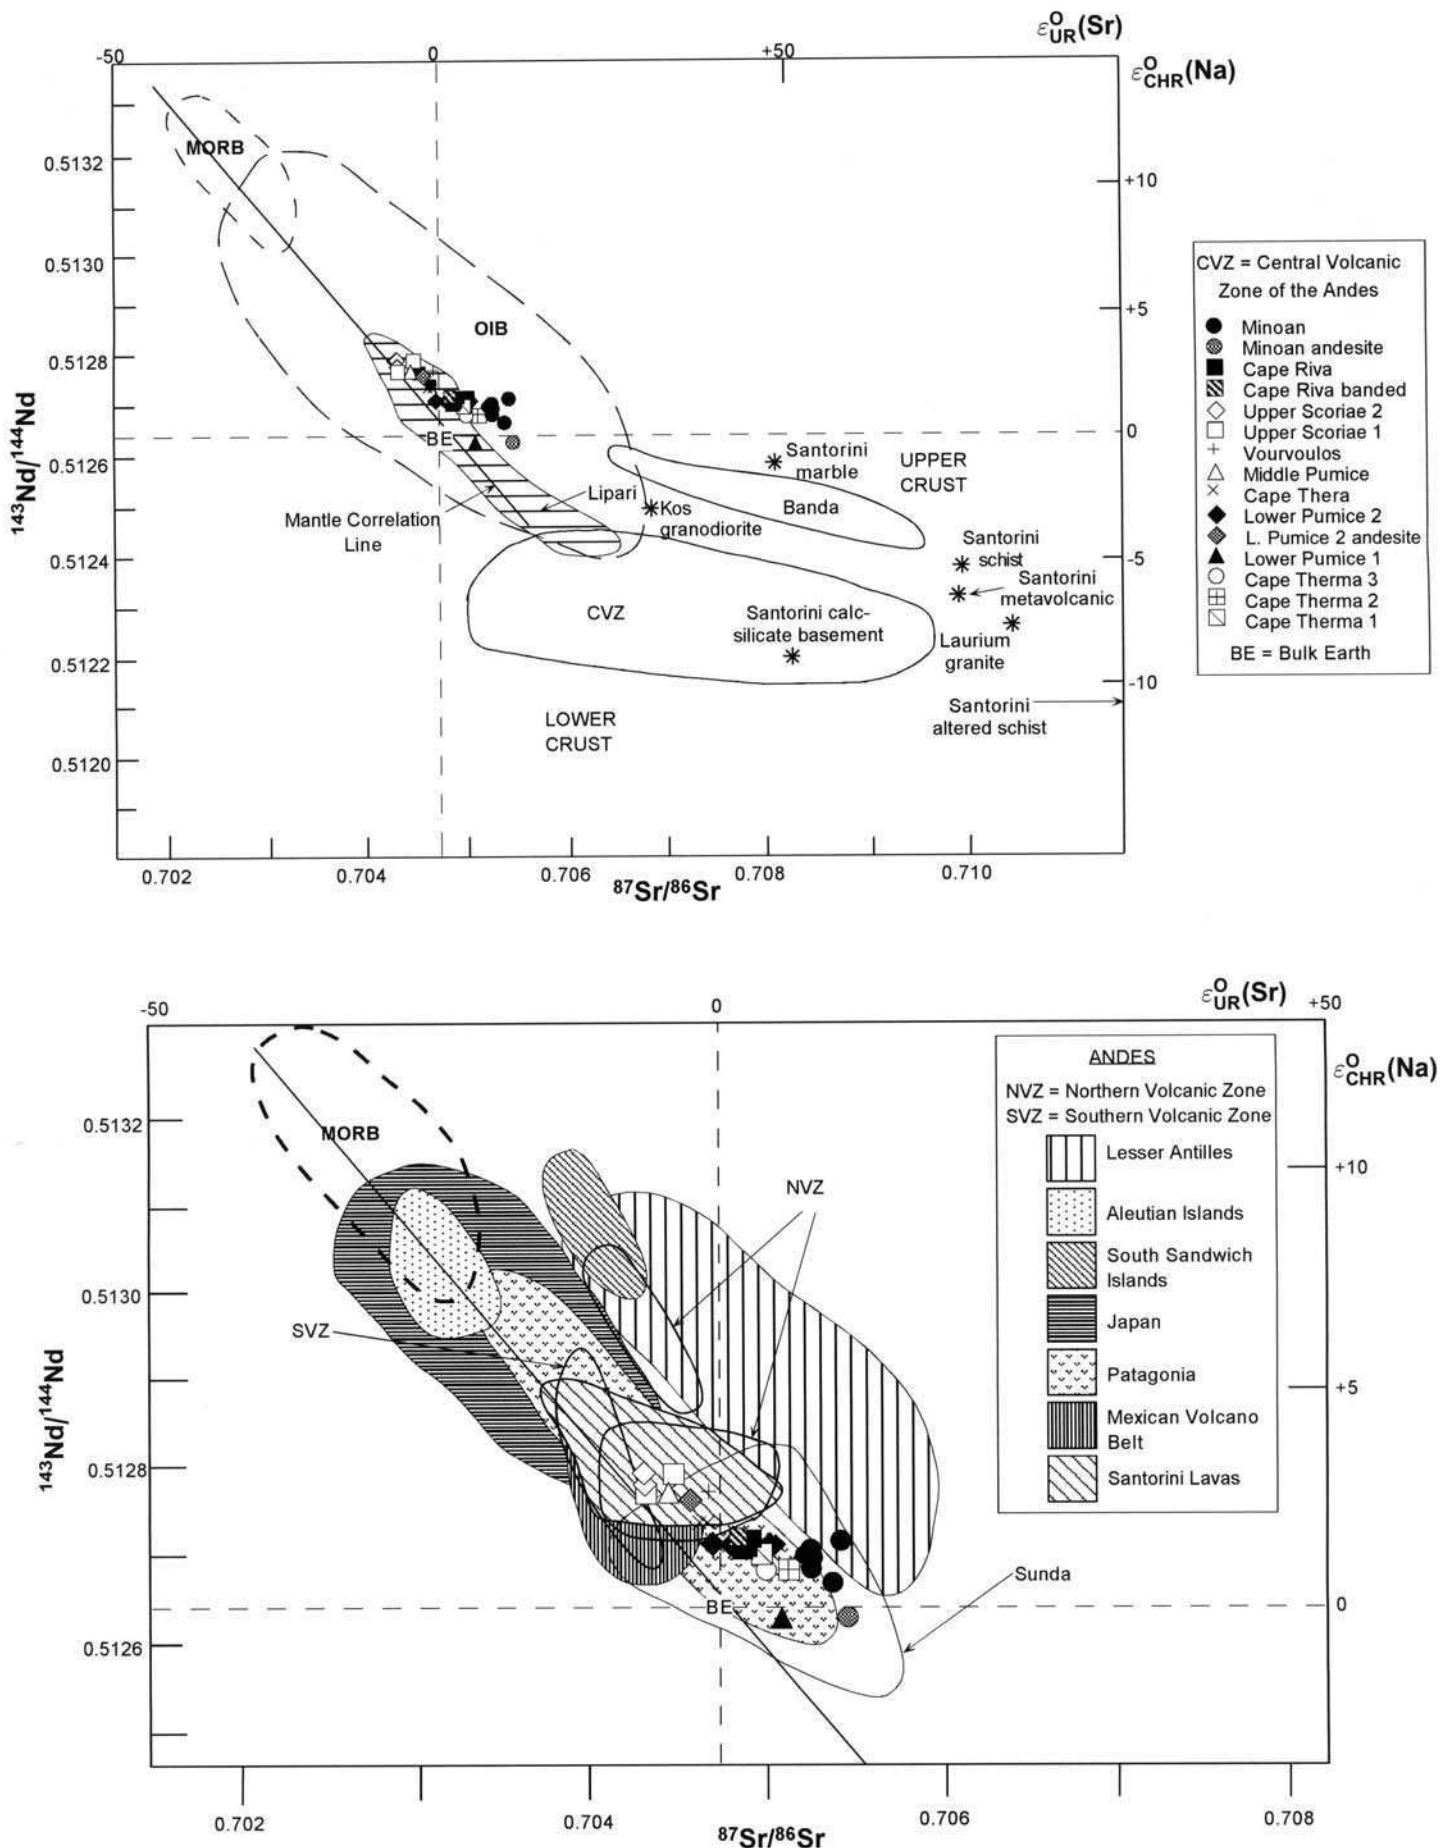 ε⁰UR(Sr)
-50
0
+50
ε⁰CHR(Na)
MORB
0.5132
+10
0.5130
+5
OIB
0.5128
BE
0
0.5126
Santorini
marble
UPPER
CRUST
Banda
Lipari
Kos
granodiorite
Mantle Correlation
Line
0.5124
Santorini
schist
-5
Santorini
metavolcanic
CVZ
Santorini calc-
silicate basement
Laurium
granite
0.5122
-10
Santorini
altered schist
LOWER
CRUST
0.5120
143Nd/144Nd
0.702
0.704
0.706
0.708
0.710
87Sr/86Sr
CVZ = Central Volcanic
Zone of the Andes
Minoan
Minoan andesite
Cape Riva
Cape Riva banded
Upper Scoriae 2
Upper Scoriae 1
Vourvoulos
Middle Pumice
Cape Thera
Lower Pumice 2
L. Pumice 2 andesite
Lower Pumice 1
Cape Therma 3
Cape Therma 2
Cape Therma 1
BE = Bulk Earth
-50
0
ε⁰UR(Sr)
+50
ε⁰CHR(Na)
MORB
0.5132
+10
NVZ
0.5130
SVZ
+5
0.5128
Sunda
BE
0
0.5126
143Nd/144Nd
0.702
0.704
0.706
0.708
87Sr/86Sr
ANDES
NVZ = Northern Volcanic Zone
SVZ = Southern Volcanic Zone
Lesser Antilles
Aleutian Islands
South Sandwich
Islands
Japan
Patagonia
Mexican Volcano
Belt
Santorini Lavas